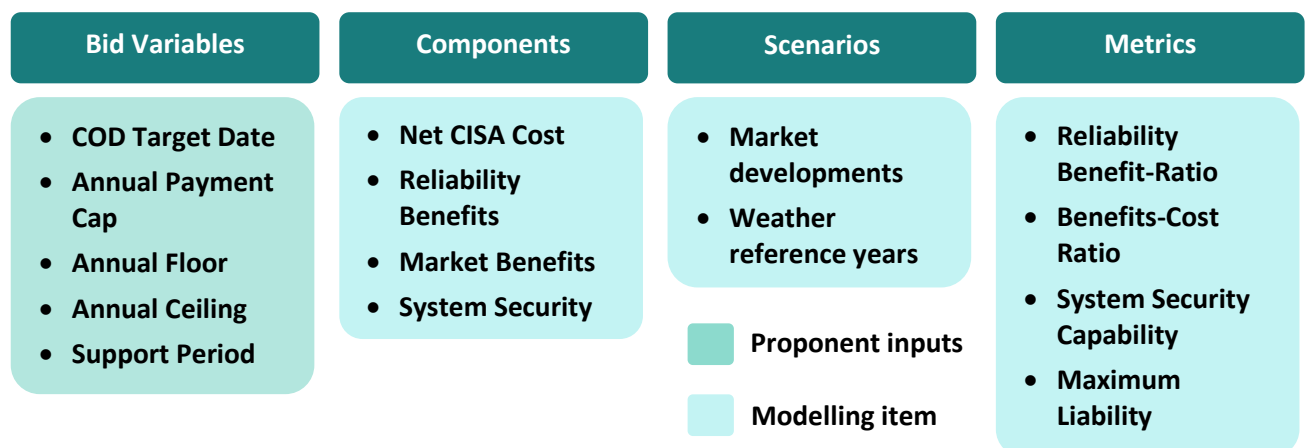 Bid Variables
• COD Target Date
• Annual Payment
Cap
• Annual Floor
• Annual Ceiling
• Support Period
Components
• Net CISA Cost
• Reliability
Benefits
• Market Benefits
• System Security
Scenarios
• Market
developments
• Weather
reference years
Proponent inputs
Modelling item
Metrics
• Reliability
Benefit-Ratio
• Benefits-Cost
Ratio
• System Security
Capability
• Maximum
Liability